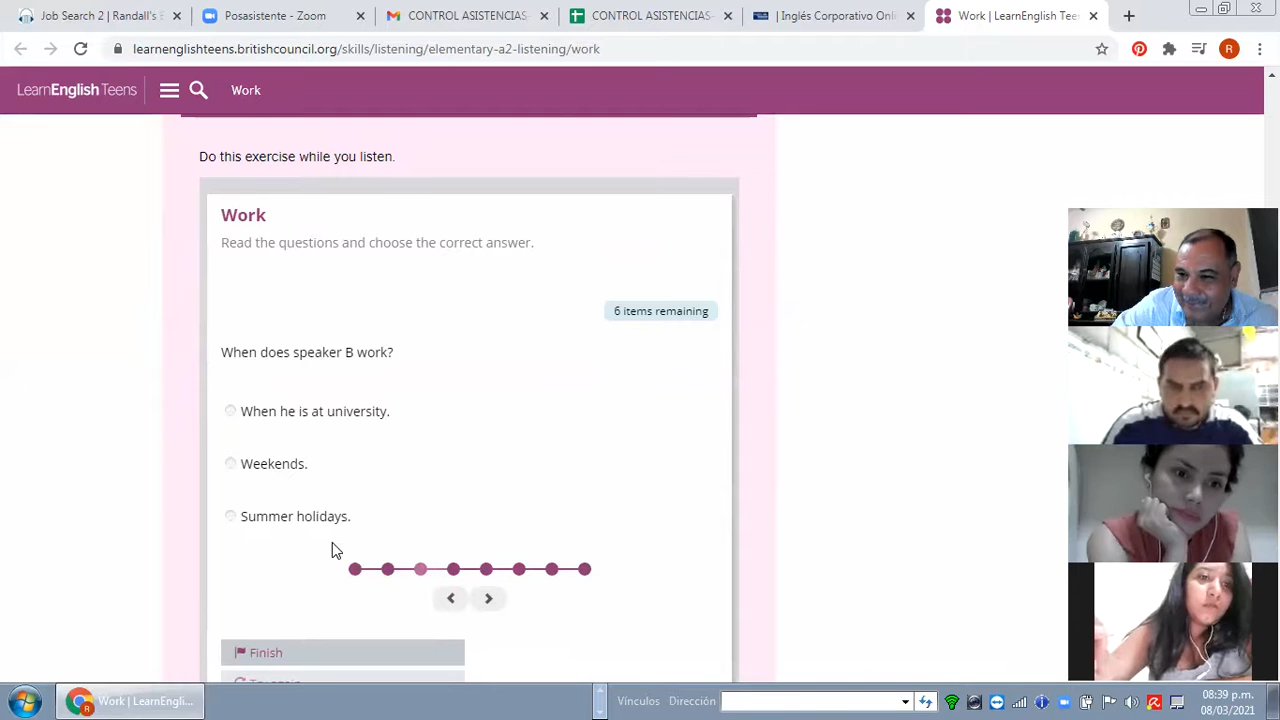 Job Search 2 | Randall's E
Posasistente - Zoom
CONTROL ASISTENCIAS-
CONTROL ASISTENCIAS-
| Inglés Corporativo Onli
Work | LearnEnglish Tee
learnenglishteens.britishcouncil.org/skills/listening/elementary-a2-listening/work
R
LearnEnglish Teens
Work
Do this exercise while you listen.
Work
Read the questions and choose the correct answer.
6 items remaining
When does speaker B work?
When he is at university.
Weekends.
Summer holidays.
Finish
Work | LearnEngli...
Vínculos
Dirección
08:39 p.m.
08/03/2021